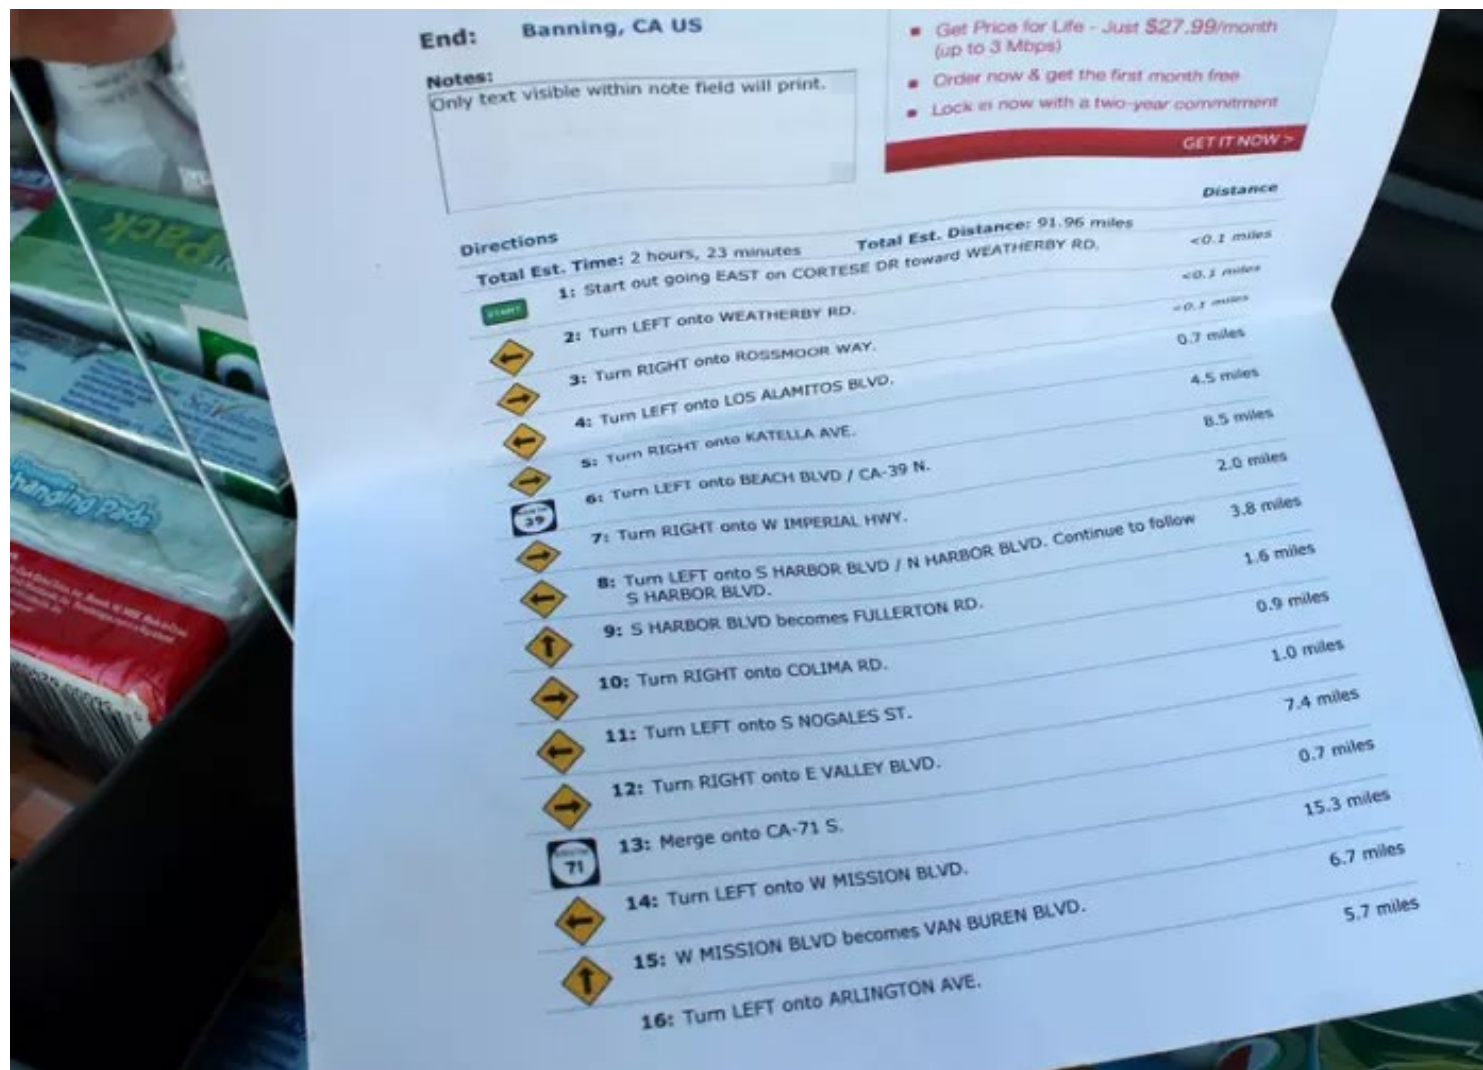 End: Banning, CA US
Notes:
Only text visible within note field will print.
Get Price for Life - Just $27.99/month
(up to 3 Mbps)
Order now & get the first month free
Lock in now with a two-year commitment
GET IT NOW >
Directions Distance
Total Est. Time: 2 hours, 23 minutes Total Est. Distance: 91.96 miles
START 1: Start out going EAST on CORTESE DR toward WEATHERBY RD. <0.1 miles
2: Turn LEFT onto WEATHERBY RD. <0.1 miles
3: Turn RIGHT onto ROSSMOOR WAY. <0.1 miles
4: Turn LEFT onto LOS ALAMITOS BLVD. 0.7 miles
5: Turn RIGHT onto KATELLA AVE. 4.5 miles
39 6: Turn LEFT onto BEACH BLVD / CA-39 N. 8.5 miles
7: Turn RIGHT onto W IMPERIAL HWY. 2.0 miles
8: Turn LEFT onto S HARBOR BLVD / N HARBOR BLVD. Continue to follow 3.8 miles
S HARBOR BLVD.
9: S HARBOR BLVD becomes FULLERTON RD. 1.6 miles
10: Turn RIGHT onto COLIMA RD. 0.9 miles
11: Turn LEFT onto S NOGALES ST. 1.0 miles
12: Turn RIGHT onto E VALLEY BLVD. 7.4 miles
71 13: Merge onto CA-71 S. 0.7 miles
14: Turn LEFT onto W MISSION BLVD. 15.3 miles
15: W MISSION BLVD becomes VAN BUREN BLVD. 6.7 miles
16: Turn LEFT onto ARLINGTON AVE. 5.7 miles
Pack
hanging Pads